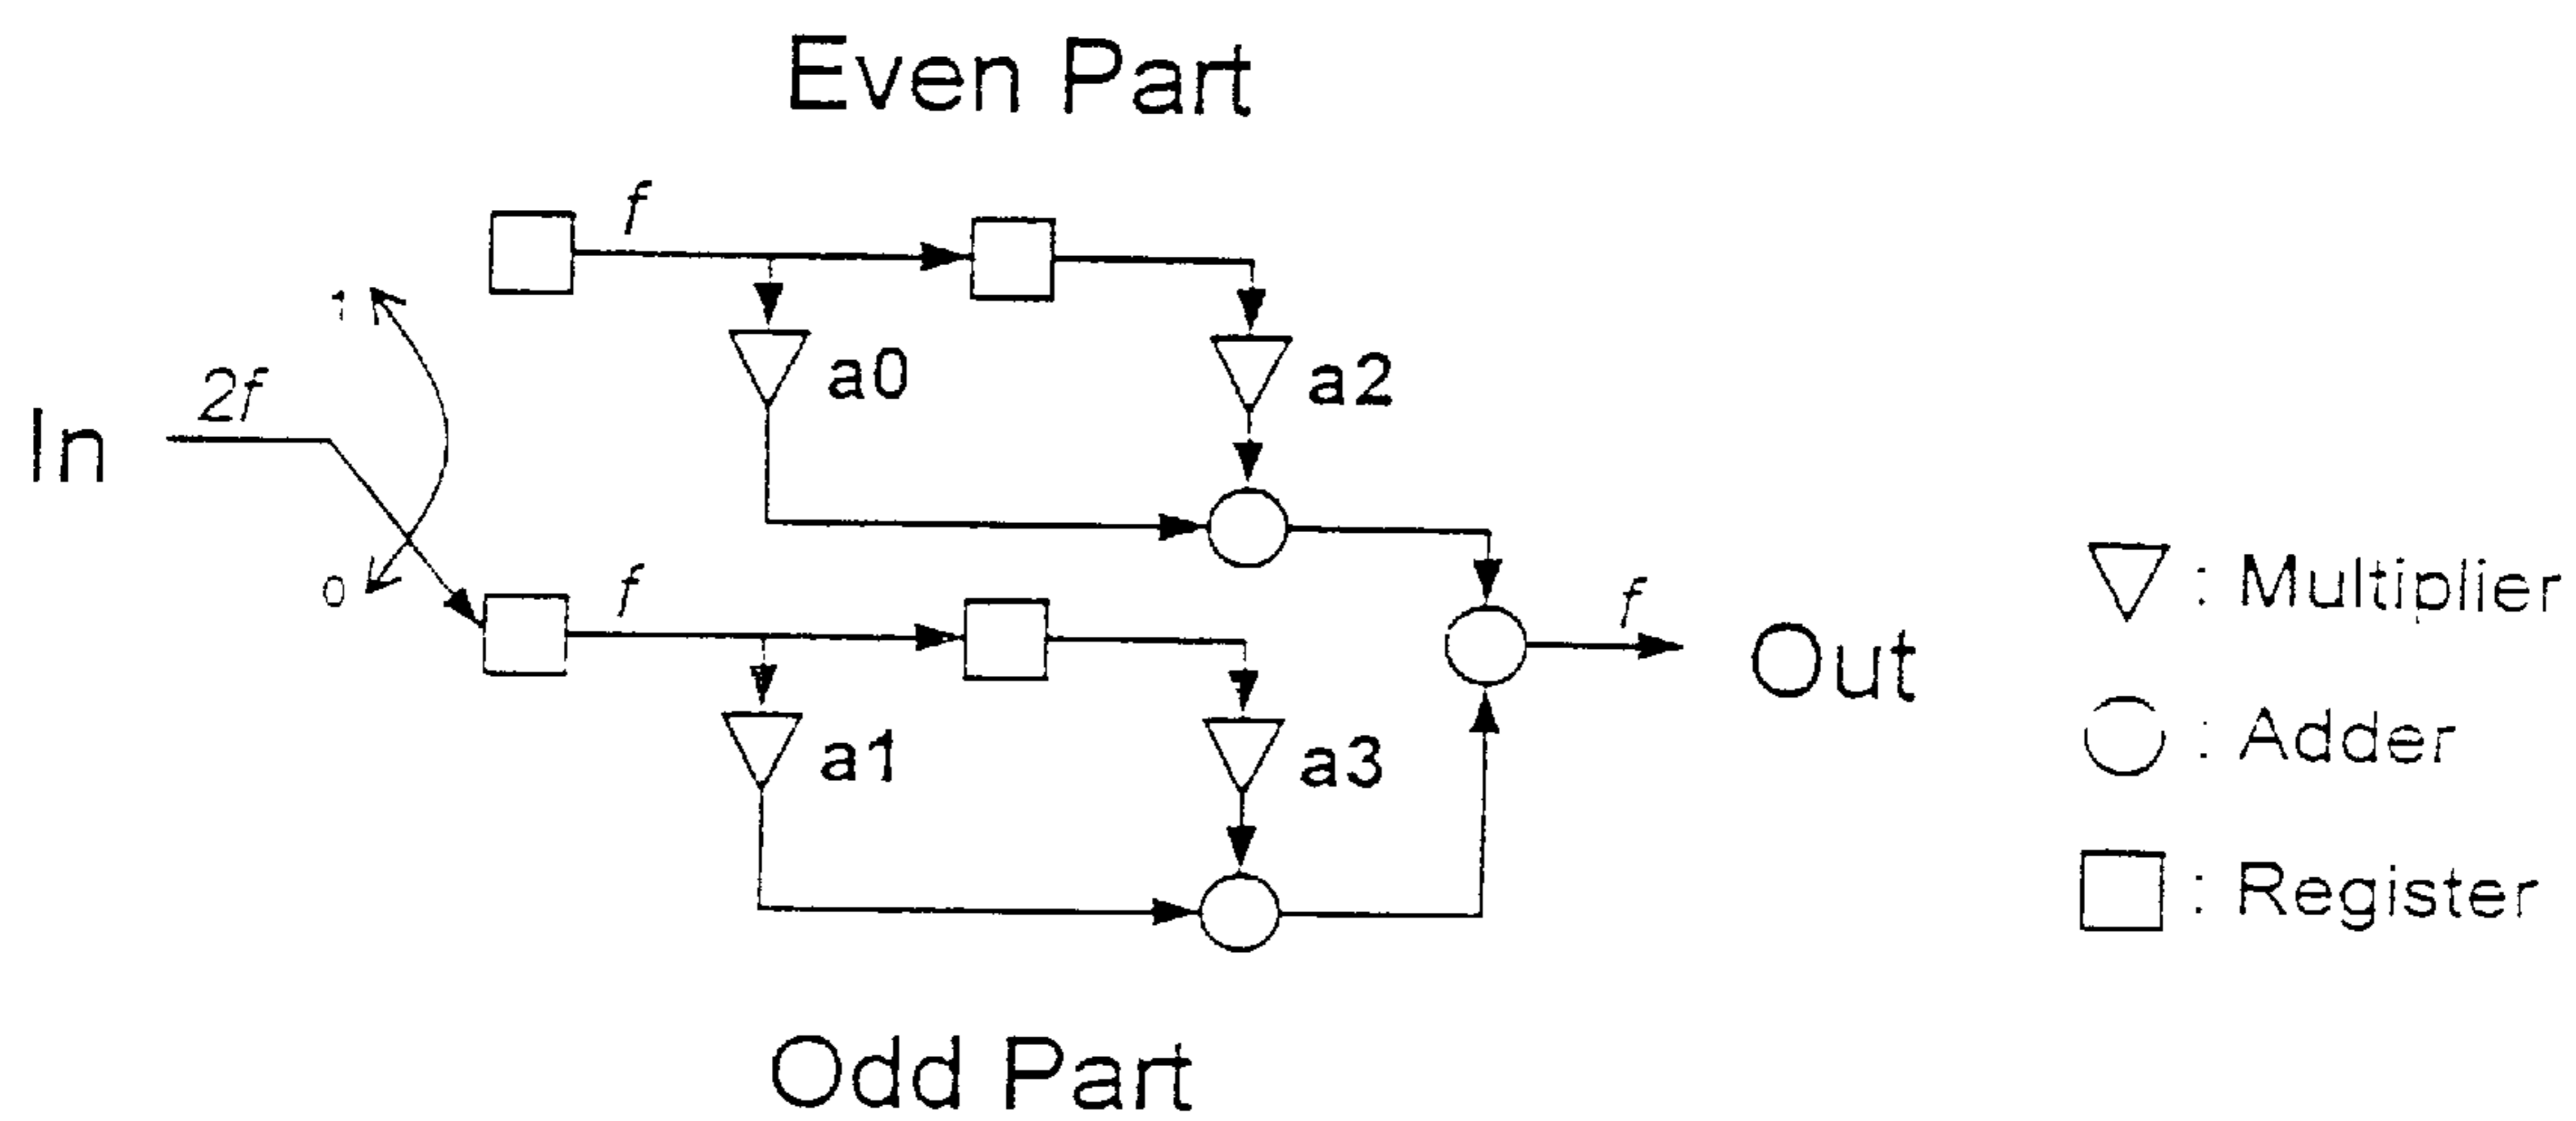 Even Part
f
1
a0
a2
2f
In
0
f
f
Out
a1
a3
Odd Part
: Multiplier
: Adder
: Register